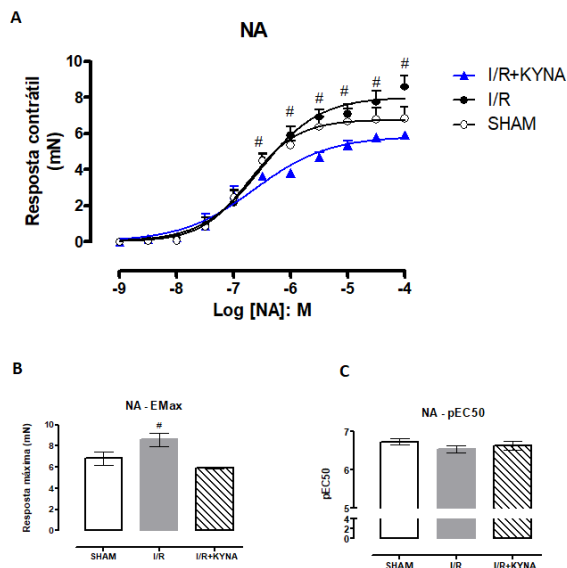 A
NA
Resposta contrátil
(mN)
10
8
6
4
2
0
# # # # # #
I/R+KYNA
I/R
SHAM
-9 -8 -7 -6 -5 -4
Log [NA]: M
B
NA - EMax
Resposta máxima (mN)
10
8
6
4
2
0
#
SHAM I/R I/R+KYNA
C
NA - pEC50
pEC50
7
6
5
4
2
0
SHAM I/R I/R+KYNA